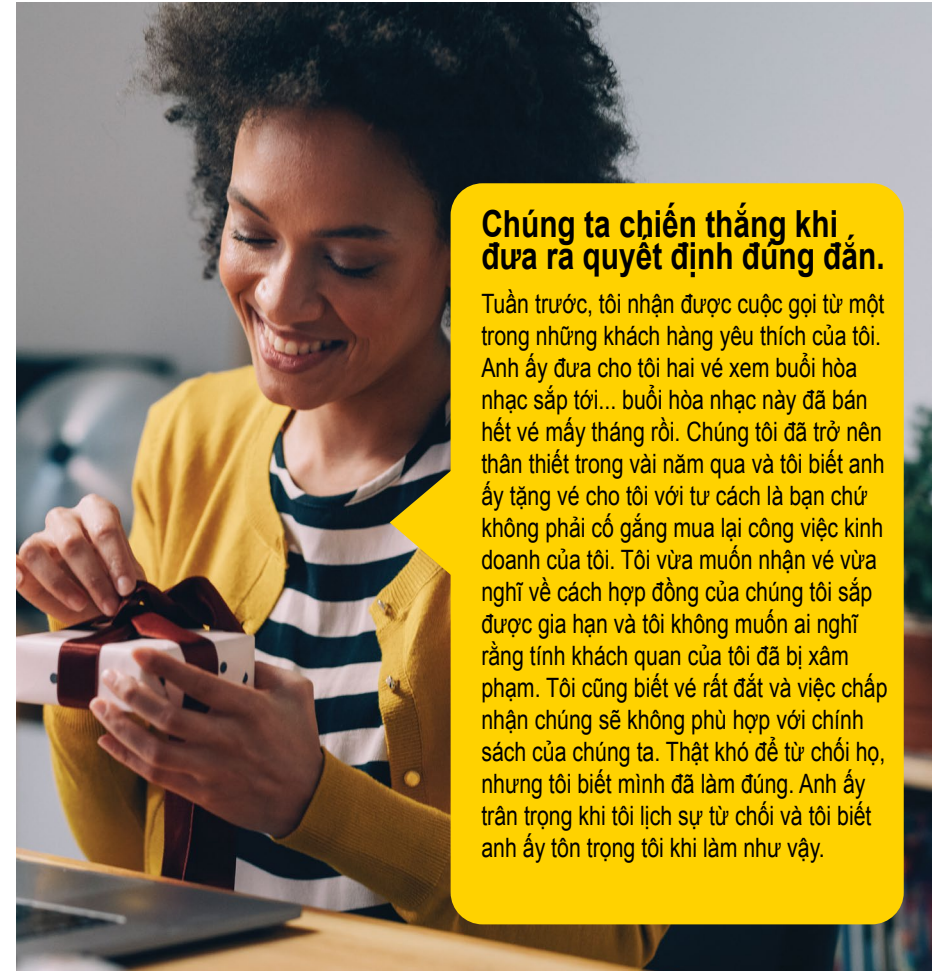 Chúng ta chiến thắng khi
đưa ra quyết định đúng đắn.
Tuần trước, tôi nhận được cuộc gọi từ một
trong những khách hàng yêu thích của tôi.
Anh ấy đưa cho tôi hai vé xem buổi hòa
nhạc sắp tới... buổi hòa nhạc này đã bán
hết vé mấy tháng rồi. Chúng tôi đã trở nên
thân thiết trong vài năm qua và tôi biết anh
ấy tặng vé cho tôi với tư cách là bạn chứ
không phải cố gắng mua lại công việc kinh
doanh của tôi. Tôi vừa muốn nhận vé vừa
nghĩ về cách hợp đồng của chúng tôi sắp
được gia hạn và tôi không muốn ai nghĩ
rằng tính khách quan của tôi đã bị xâm
phạm. Tôi cũng biết vé rất đắt và việc chấp
nhận chúng sẽ không phù hợp với chính
sách của chúng ta. Thật khó để từ chối họ,
nhưng tôi biết mình đã làm đúng. Anh ấy
trân trọng khi tôi lịch sự từ chối và tôi biết
anh ấy tôn trọng tôi khi làm như vậy.